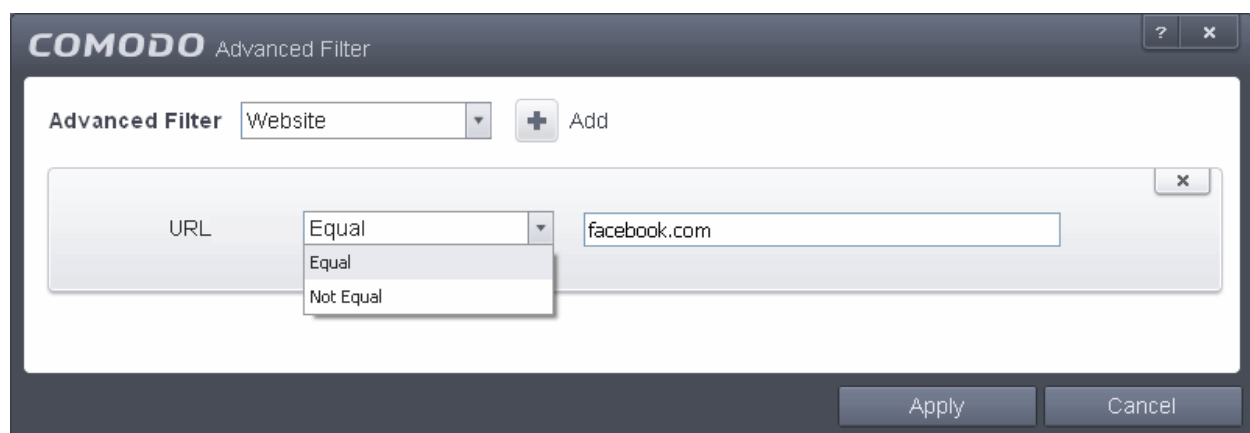 COMODO Advanced Filter ? x
Advanced Filter Website + Add
x
URL Equal facebook.com
Equal
Not Equal
Apply Cancel